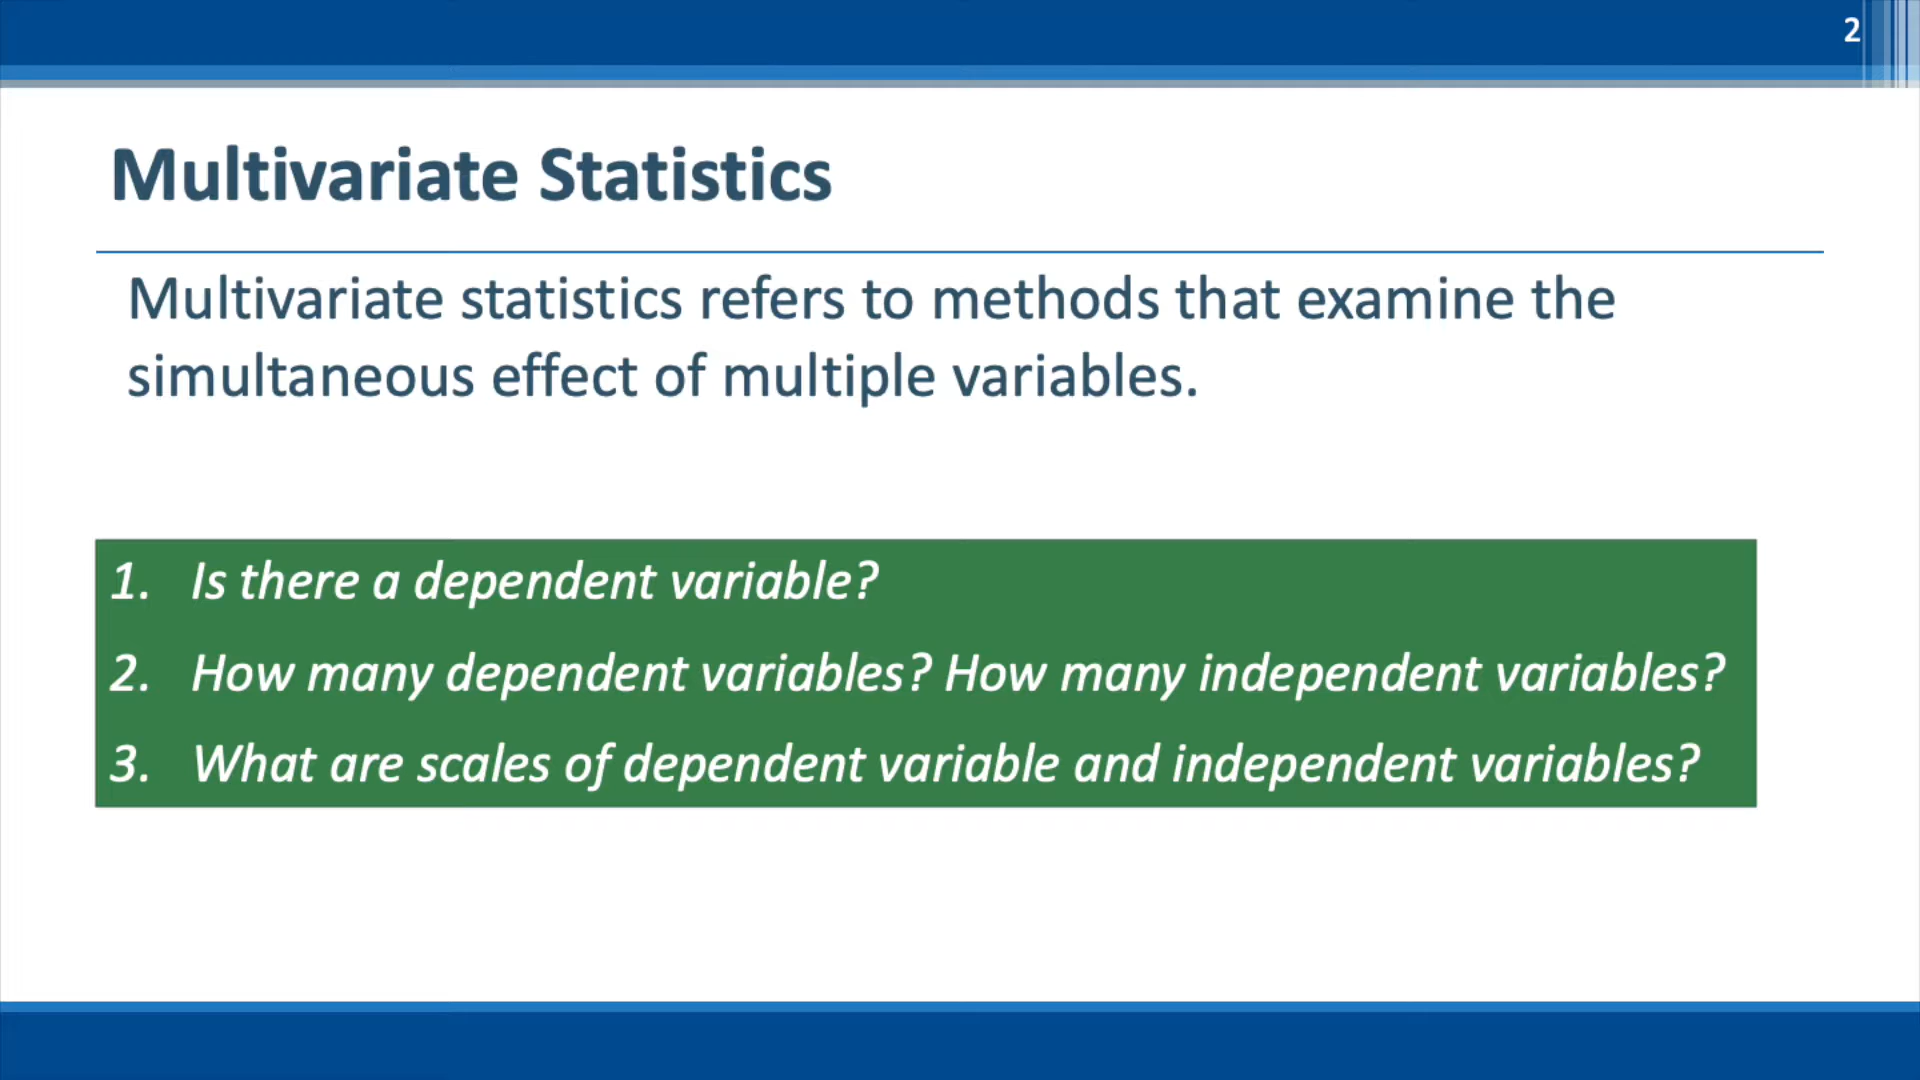 2
Multivariate Statistics
Multivariate statistics refers to methods that examine the
simultaneous effect of multiple variables.
1. Is there a dependent variable?
2. How many dependent variables? How many independent variables?
3. What are scales of dependent variable and independent variables?